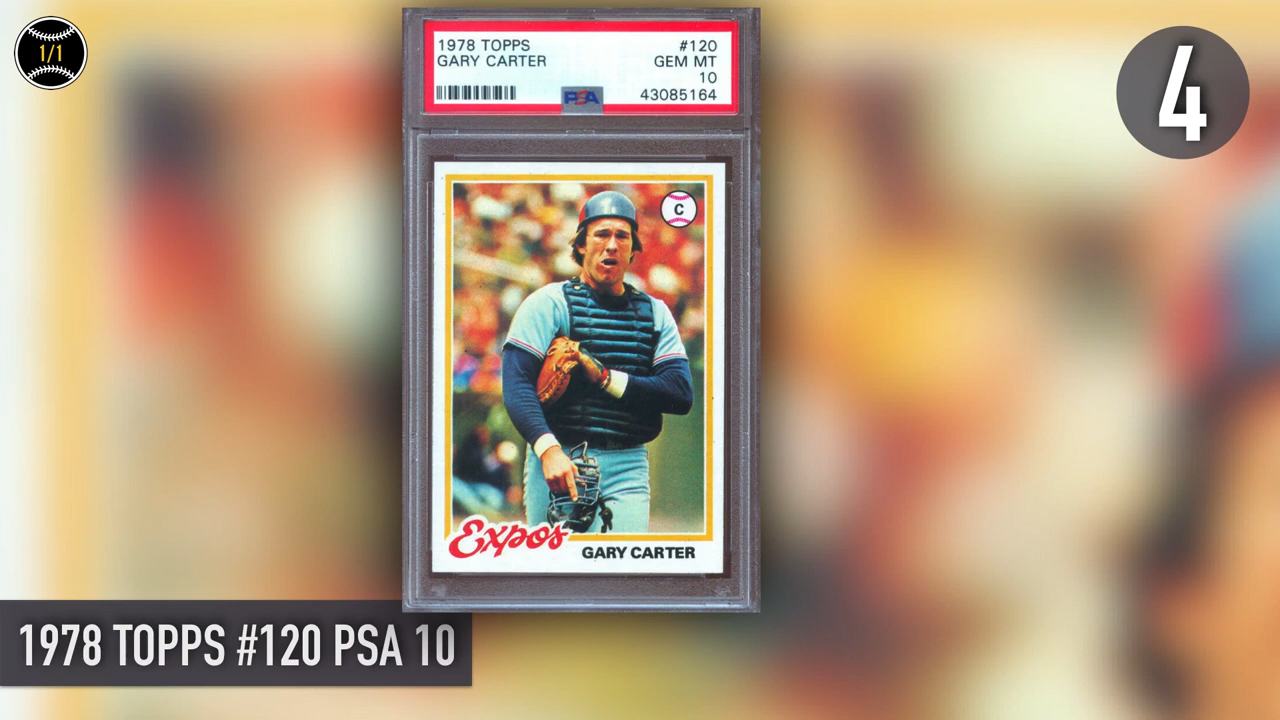 1/1
1978 TOPPS #120
GARY CARTER GEM MT
10
PSA 43085164
4
C
Expos GARY CARTER
1978 TOPPS #120 PSA 10